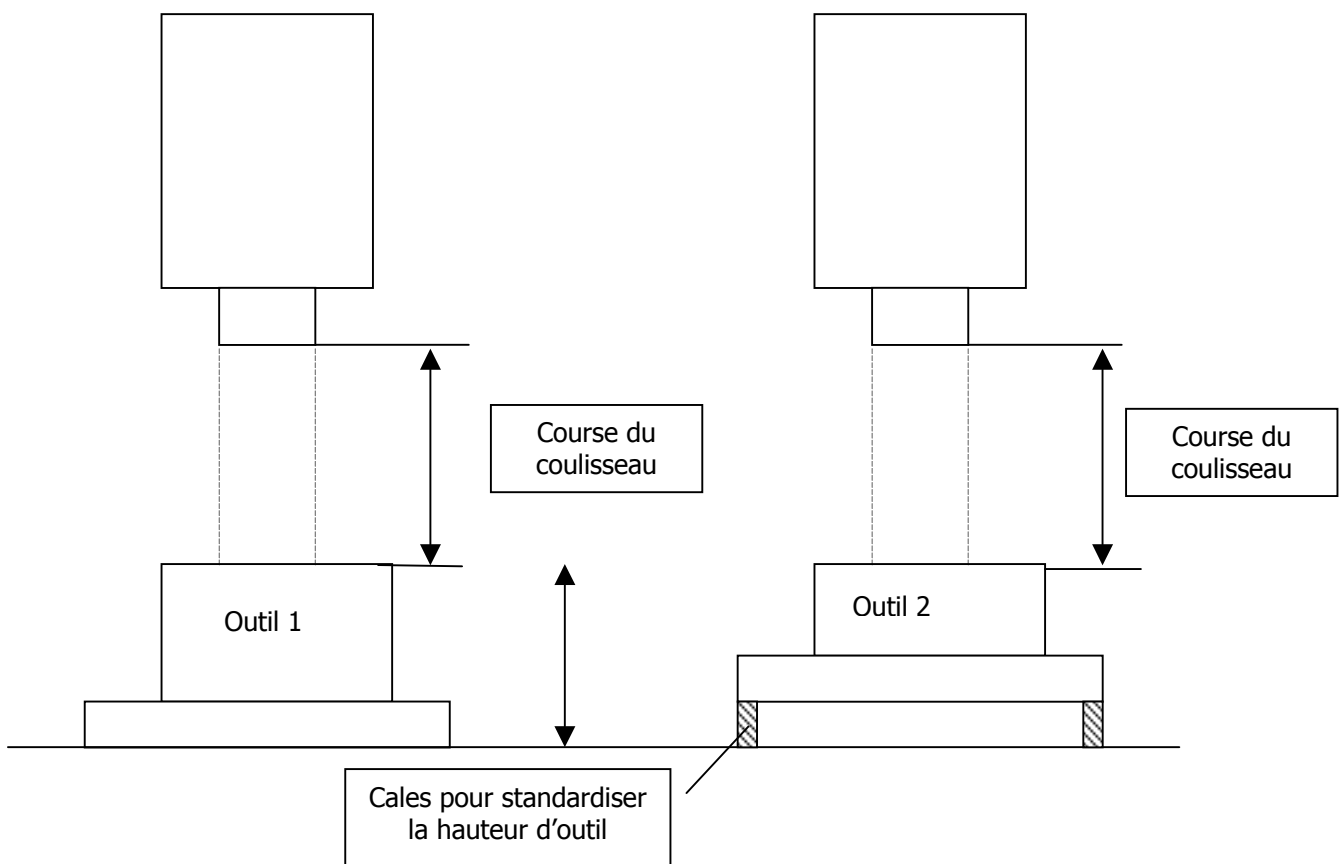 Course du
coulisseau
Course du
coulisseau
Outil 1
Outil 2
Cales pour standardiser
la hauteur d’outil